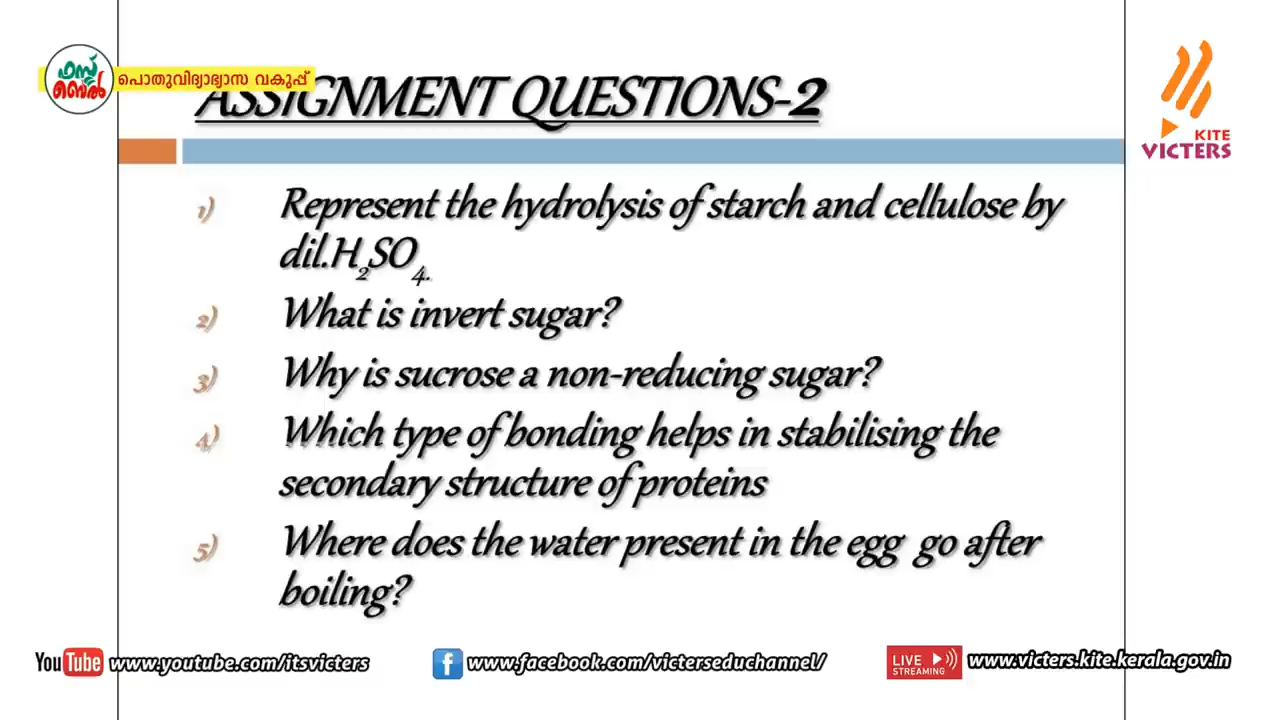 ഫസ്റ്റ്
ബെൽ
പൊതുവിദ്യാഭ്യാസ വകുപ്പ്
ASSIGNMENT QUESTIONS-2
KITE
VICTERS
1) Represent the hydrolysis of starch and cellulose by
dil.H₂SO₄.
2) What is invert sugar?
3) Why is sucrose a non-reducing sugar?
4) Which type of bonding helps in stabilising the
secondary structure of proteins
5) Where does the water present in the egg go after
boiling?
YouTube www.youtube.com/itsvicters
f www.facebook.com/victerseduchannel/
LIVE
STREAMING
www.victers.kite.kerala.gov.in